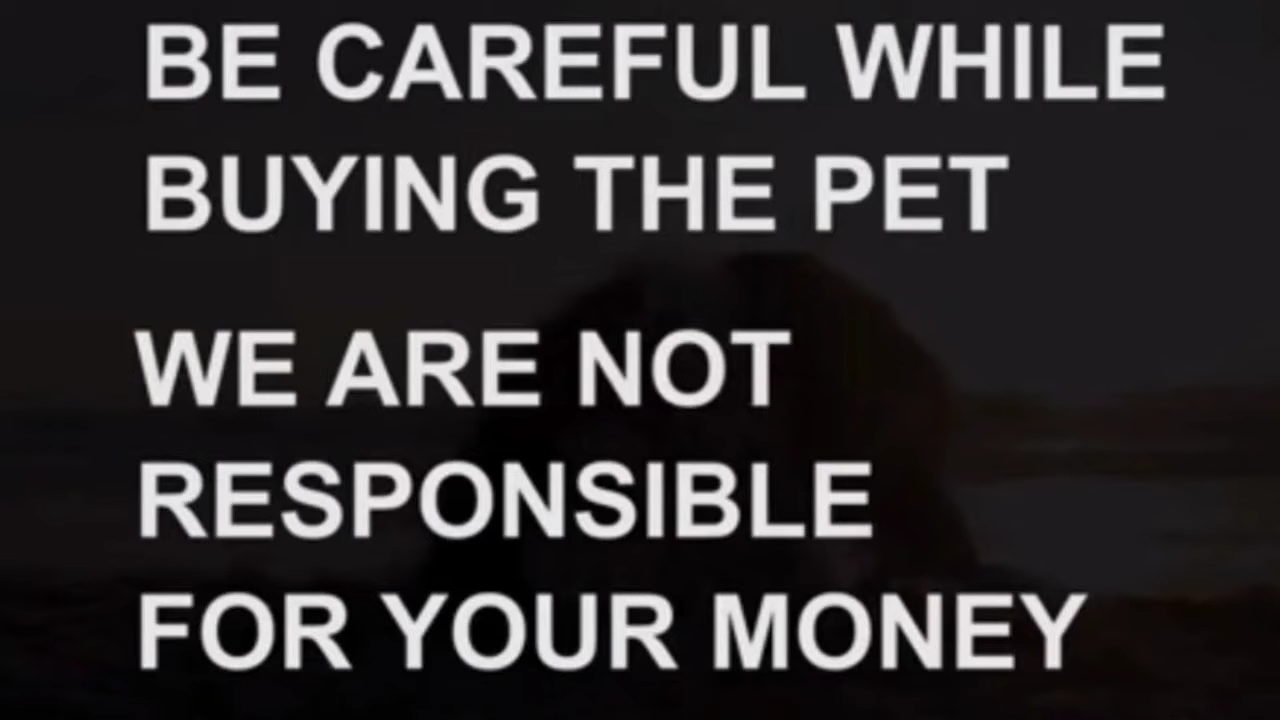 BE CAREFUL WHILE
BUYING THE PET
WE ARE NOT
RESPONSIBLE
FOR YOUR MONEY